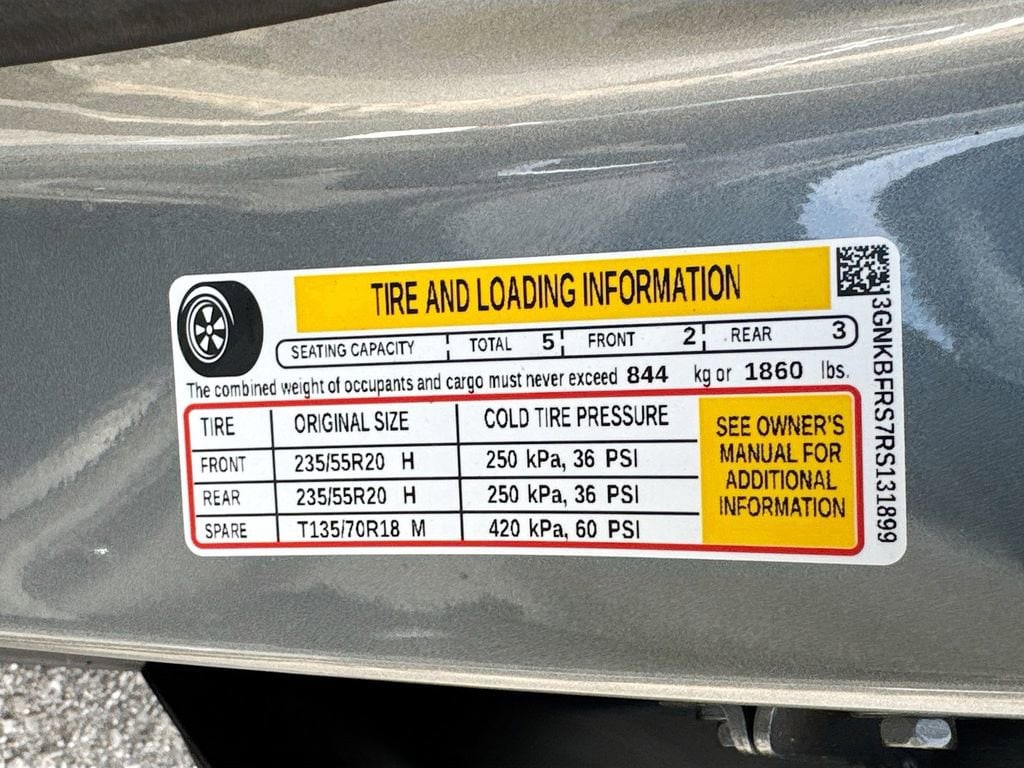 TIRE AND LOADING INFORMATION
SEATING CAPACITY TOTAL 5 FRONT 2 REAR 3
The combined weight of occupants and cargo must never exceed 844 kg or 1860 lbs.
TIRE ORIGINAL SIZE COLD TIRE PRESSURE
FRONT 235/55R20 H 250 kPa, 36 PSI
REAR 235/55R20 H 250 kPa, 36 PSI
SPARE T135/70R18 M 420 kPa, 60 PSI
SEE OWNER'S
MANUAL FOR
ADDITIONAL
INFORMATION
3GNKBFRS7RS131899